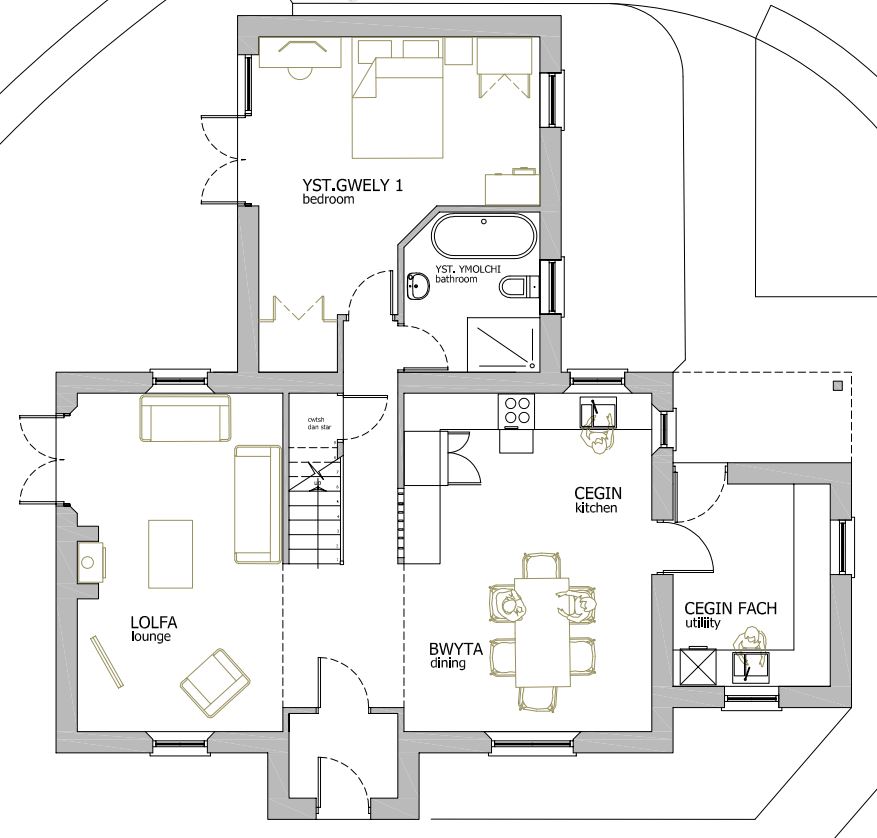 YST.GWELY 1
bedroom
YST. YMOLCHI
bathroom
cwtsh
dan star
up
CEGIN
kitchen
LOLFA
lounge
BWYTA
dining
CEGIN FACH
utility